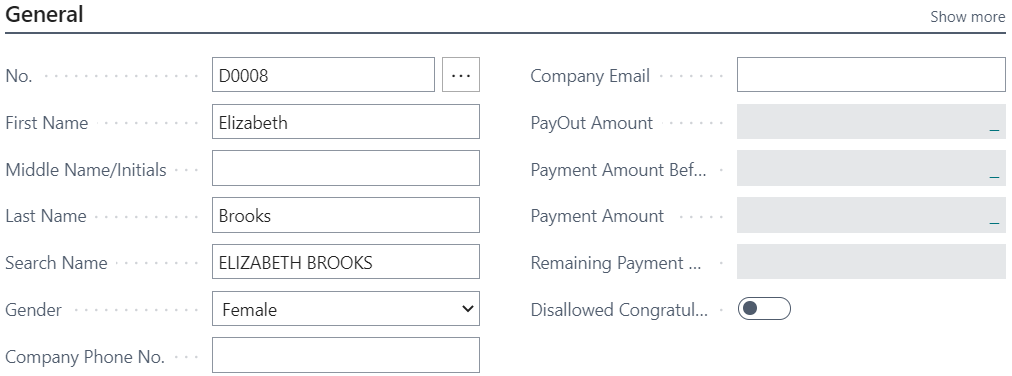 General
Show more
No.
D0008
...
First Name
Elizabeth
Middle Name/Initials
Last Name
Brooks
Search Name
ELIZABETH BROOKS
Gender
Female
Company Phone No.
Company Email
PayOut Amount
_
Payment Amount Bef...
_
Payment Amount
_
Remaining Payment ...
Disallowed Congratul...